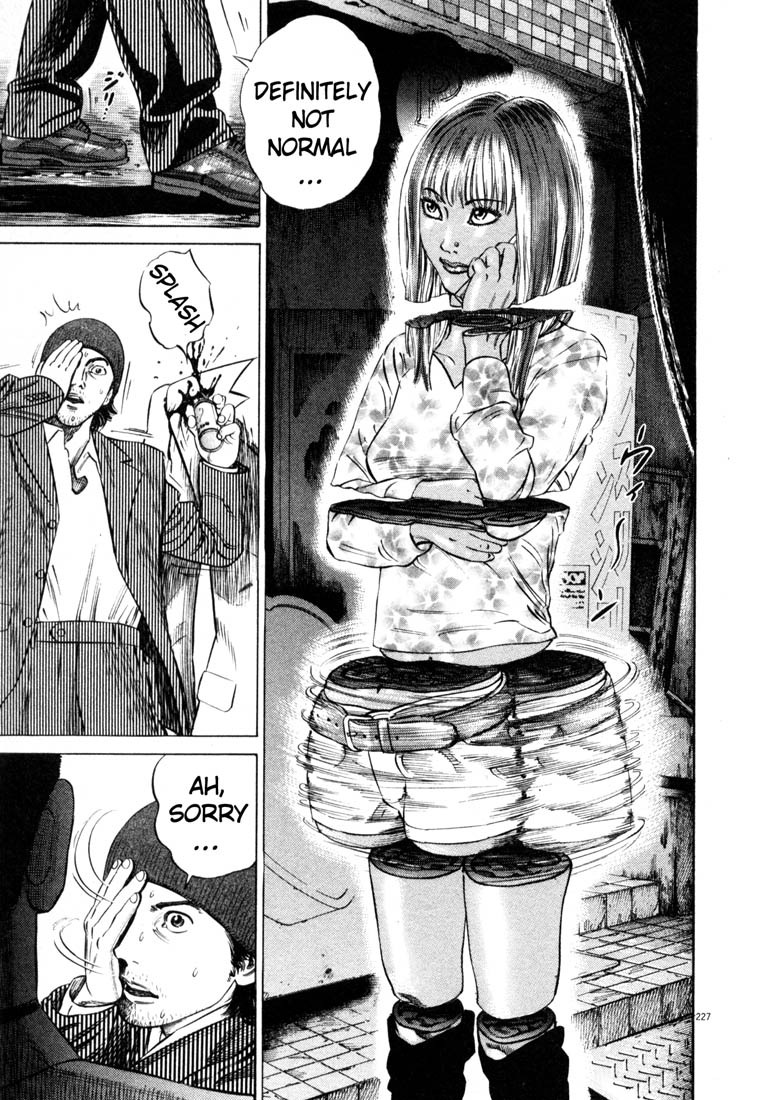 DEFINITELY
NOT
NORMAL
...
ジリ…
SPLASH
AH,
SORRY
...
227